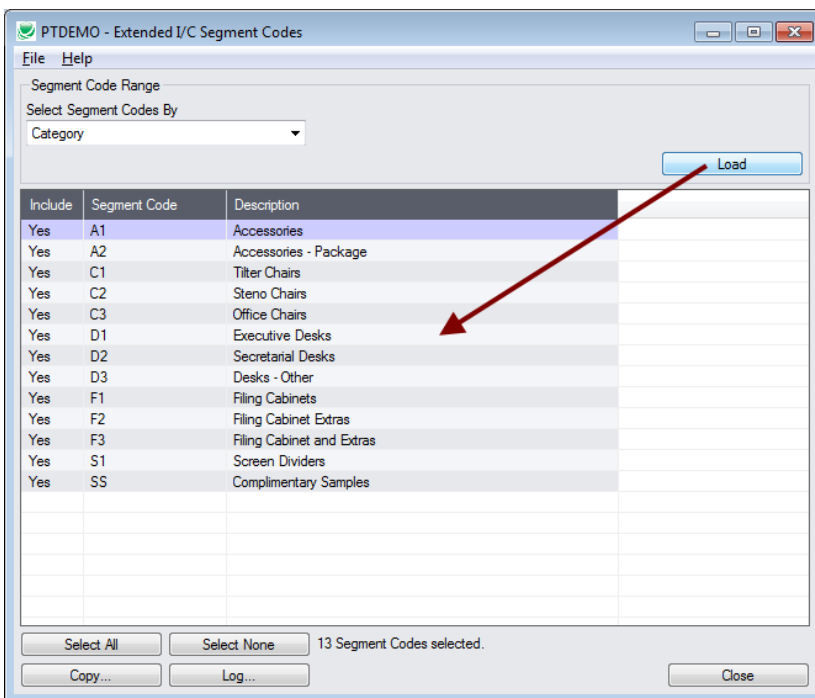 PTDEMO - Extended I/C Segment Codes
File Help
Segment Code Range
Select Segment Codes By
Category
Load
Include Segment Code Description
Yes A1 Accessories
Yes A2 Accessories - Package
Yes C1 Tilter Chairs
Yes C2 Steno Chairs
Yes C3 Office Chairs
Yes D1 Executive Desks
Yes D2 Secretarial Desks
Yes D3 Desks - Other
Yes F1 Filing Cabinets
Yes F2 Filing Cabinet Extras
Yes F3 Filing Cabinet and Extras
Yes S1 Screen Dividers
Yes SS Complimentary Samples
Select All Select None 13 Segment Codes selected.
Copy... Log... Close